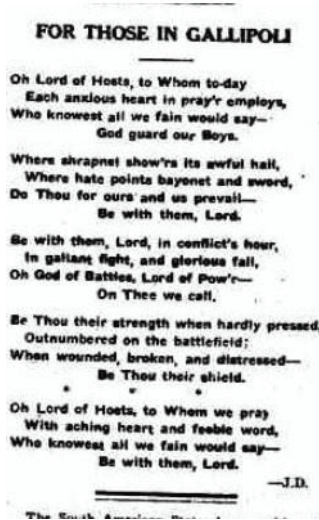 FOR THOSE IN GALLIPOLI
Oh Lord of Hosts, to Whom to-day
Each anxious heart in pray'r employs,
Who knowest all we fain would say—
God guard our Boys.
Where shrapnel show'rs its awful hail,
Where hate points bayonet and sword,
Do Thou for ours and us prevail—
Be with them, Lord.
Be with them, Lord, in conflict's hour,
In gallant fight, and glorious fall,
Oh God of Battles, Lord of Pow'r—
On Thee we call.
Be Thou their strength when hardly pressed,
Outnumbered on the battlefield;
When wounded, broken, and distressed—
Be Thou their shield.
* * *
Oh Lord of Hosts, to Whom we pray
With aching heart and feeble word,
Who knowest all we fain would say—
Be with them, Lord.
—J.D.
The South American